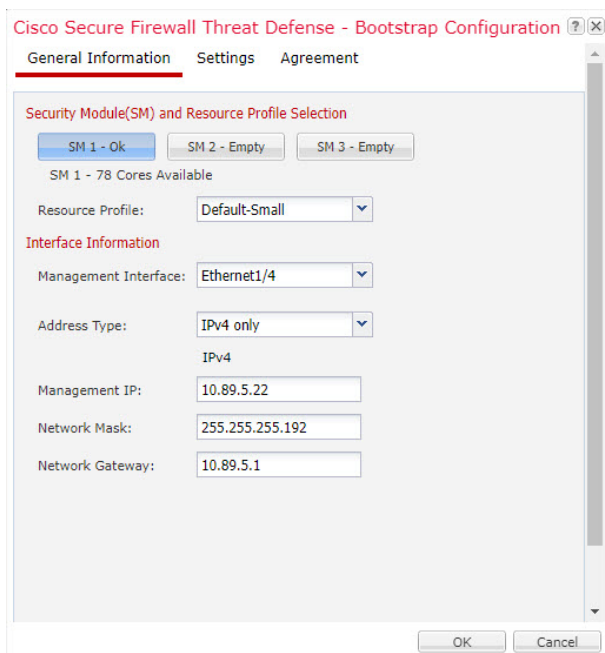 Cisco Secure Firewall Threat Defense - Bootstrap Configuration ? X
General Information Settings Agreement
Security Module(SM) and Resource Profile Selection
SM 1 - Ok SM 2 - Empty SM 3 - Empty
SM 1 - 78 Cores Available
Resource Profile: Default-Small
Interface Information
Management Interface: Ethernet1/4
Address Type: IPv4 only
IPv4
Management IP: 10.89.5.22
Network Mask: 255.255.255.192
Network Gateway: 10.89.5.1
OK Cancel